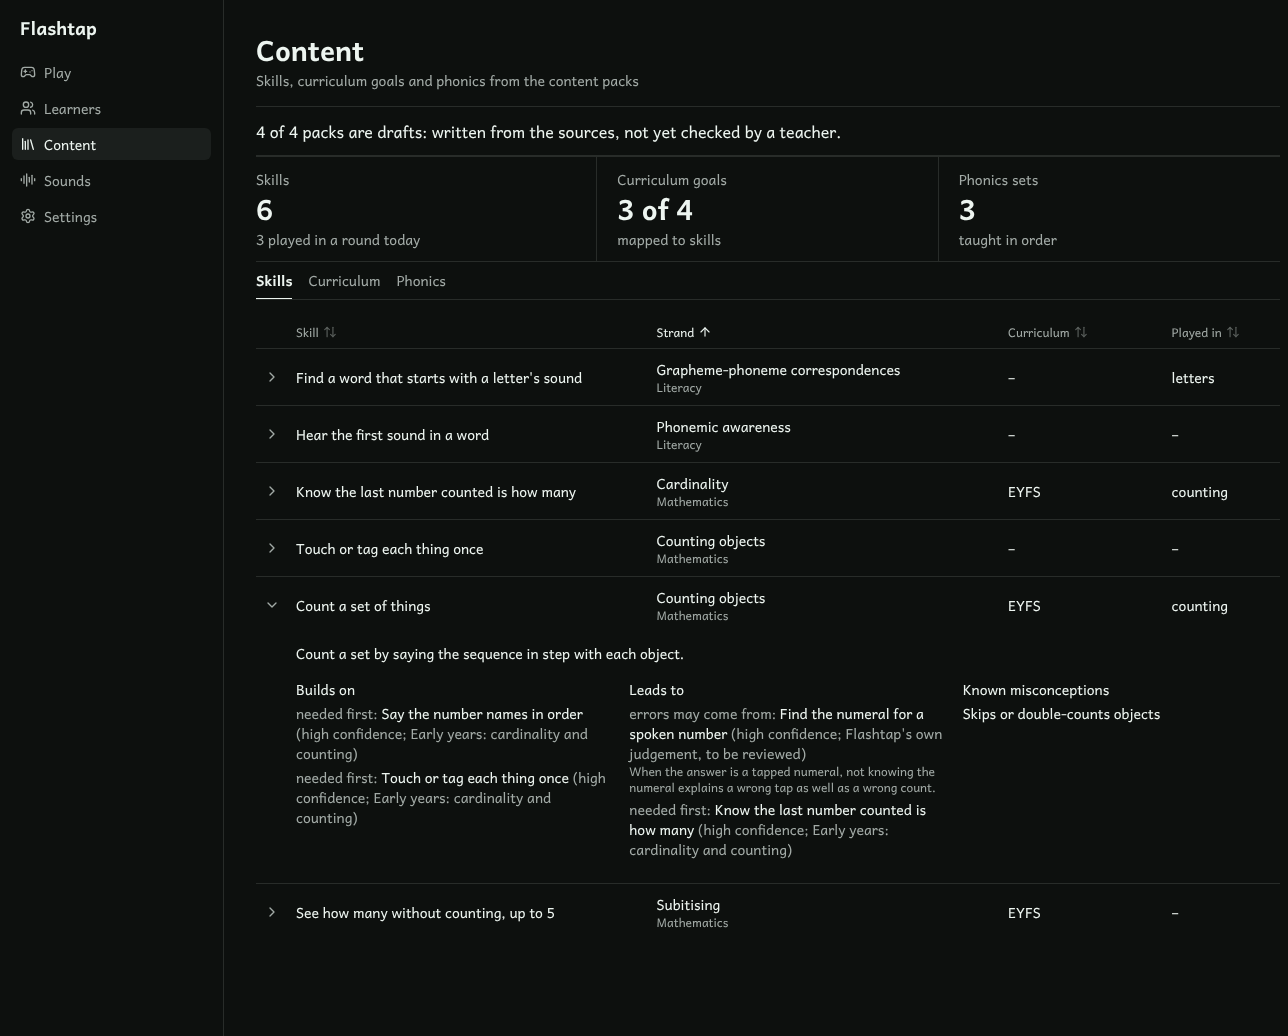 Flashtap
Play
Learners
Content
Sounds
Settings
Content
Skills, curriculum goals and phonics from the content packs
4 of 4 packs are drafts: written from the sources, not yet checked by a teacher.
Skills
6
3 played in a round today
Curriculum goals
3 of 4
mapped to skills
Phonics sets
3
taught in order
Skills Curriculum Phonics
Skill Strand Curriculum Played in
Find a word that starts with a letter's sound
Grapheme-phoneme correspondences
Literacy
–
letters
Hear the first sound in a word
Phonemic awareness
Literacy
–
–
Know the last number counted is how many
Cardinality
Mathematics
EYFS
counting
Touch or tag each thing once
Counting objects
Mathematics
–
–
Count a set of things
Counting objects
Mathematics
EYFS
counting
Count a set by saying the sequence in step with each object.
Builds on
needed first: Say the number names in order
(high confidence; Early years: cardinality and
counting)
needed first: Touch or tag each thing once (high
confidence; Early years: cardinality and
counting)
Leads to
errors may come from: Find the numeral for a
spoken number (high confidence; Flashtap's own
judgement, to be reviewed)
When the answer is a tapped numeral, not knowing the
numeral explains a wrong tap as well as a wrong count.
needed first: Know the last number counted is
how many (high confidence; Early years:
cardinality and counting)
Known misconceptions
Skips or double-counts objects
See how many without counting, up to 5
Subitising
Mathematics
EYFS
–